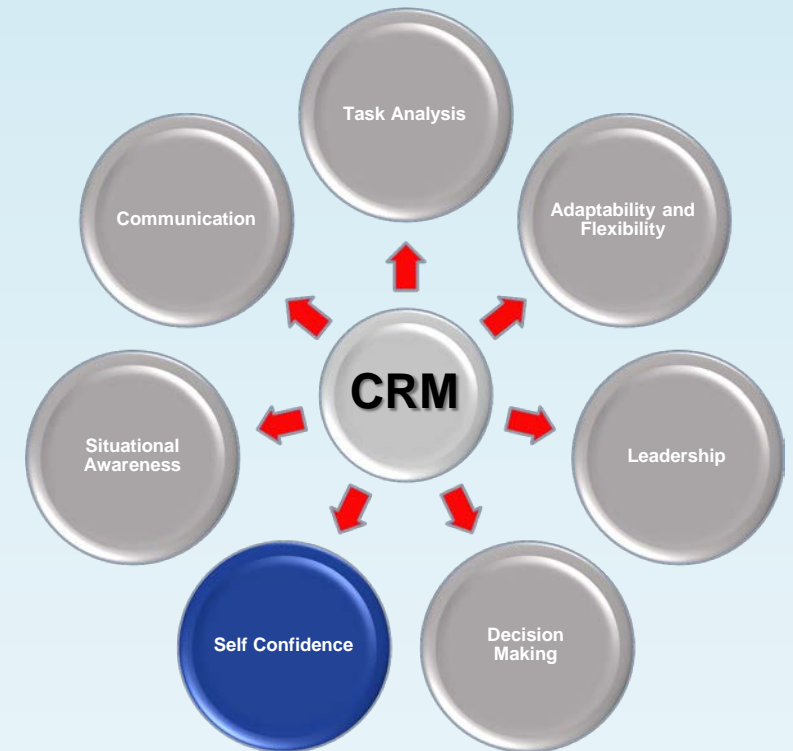 Task Analysis
Adaptability and
Flexibility
Leadership
Decision
Making
Self Confidence
Situational
Awareness
Communication
CRM